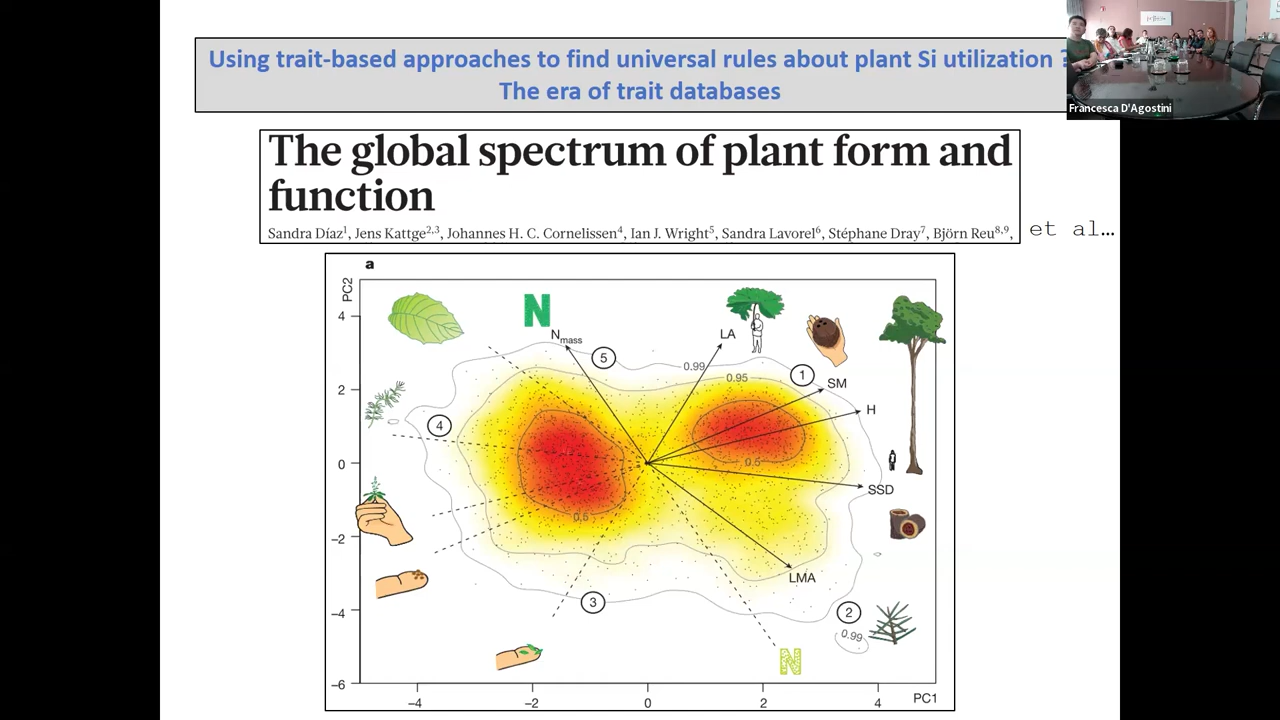 Using trait-based approaches to find universal rules about plant Si utilization ?
The era of trait databases
Francesca D'Agostini
The global spectrum of plant form and
function
Sandra Díaz¹, Jens Kattge²,³, Johannes H. C. Cornelissen⁴, Ian J. Wright⁵, Sandra Lavorel⁶, Stéphane Dray⁷, Björn Reu⁸,⁹,
et al…
a
PC2
4
2
0
−2
−4
−6
N
Nmass
5
LA
0.99
0.95
1
SM
H
4
0.5
SSD
0.5
LMA
3
2
0.99
N
−4
−2
0
2
4
PC1